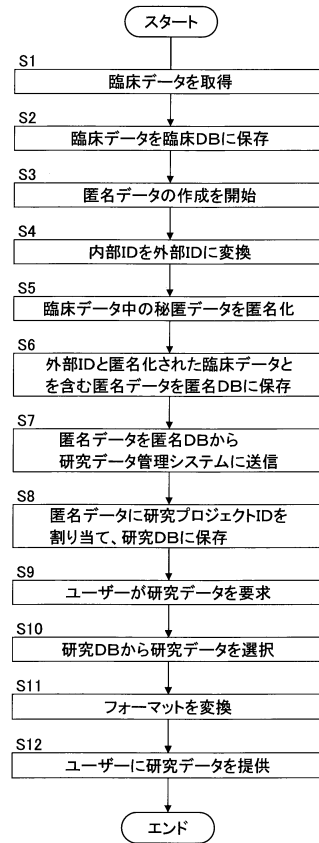 スタート
S1
臨床データを取得
S2
臨床データを臨床DBに保存
S3
匿名データの作成を開始
S4
内部IDを外部IDに変換
S5
臨床データ中の秘匿データを匿名化
S6
外部IDと匿名化された臨床データと
を含む匿名データを匿名DBに保存
S7
匿名データを匿名DBから
研究データ管理システムに送信
S8
匿名データに研究プロジェクトIDを
割り当て、研究DBに保存
S9
ユーザーが研究データを要求
S10
研究DBから研究データを選択
S11
フォーマットを変換
S12
ユーザーに研究データを提供
エンド